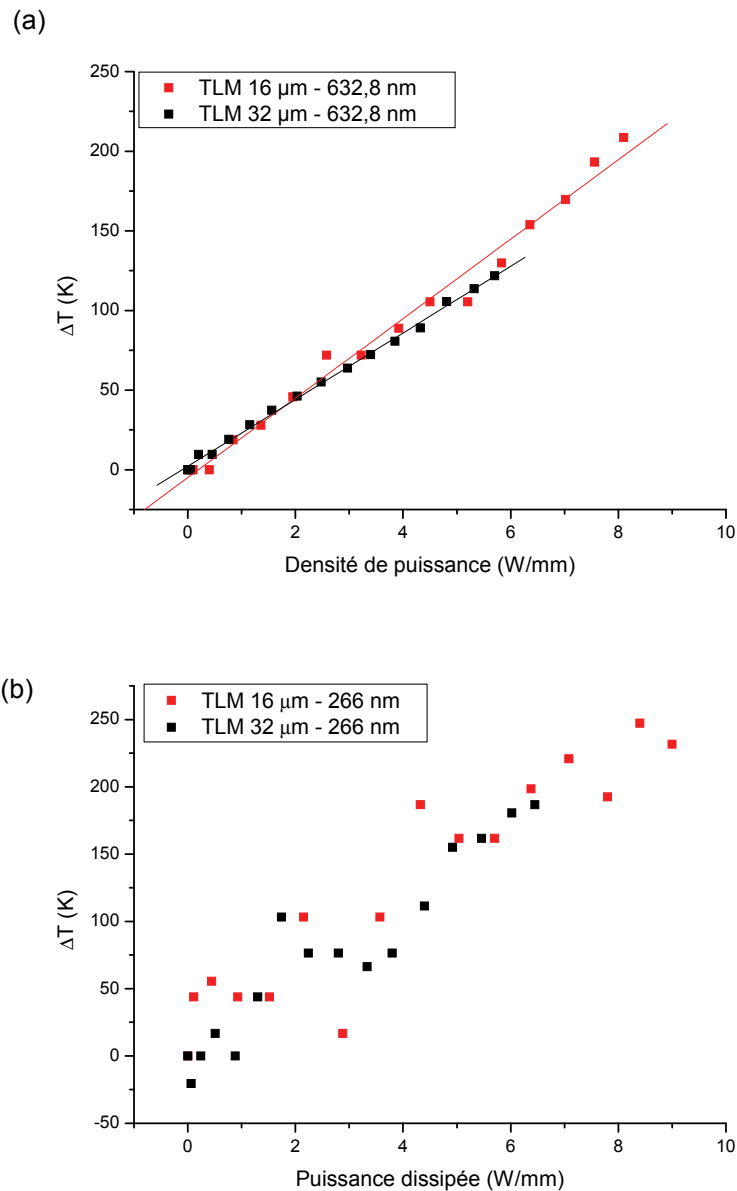 (a)
250
200
150
100
50
0
ΔT (K)
TLM 16 µm - 632,8 nm
TLM 32 µm - 632,8 nm
0 2 4 6 8 10
Densité de puissance (W/mm)
(b)
250
200
150
100
50
0
-50
ΔT (K)
TLM 16 µm - 266 nm
TLM 32 µm - 266 nm
0 2 4 6 8 10
Puissance dissipée (W/mm)